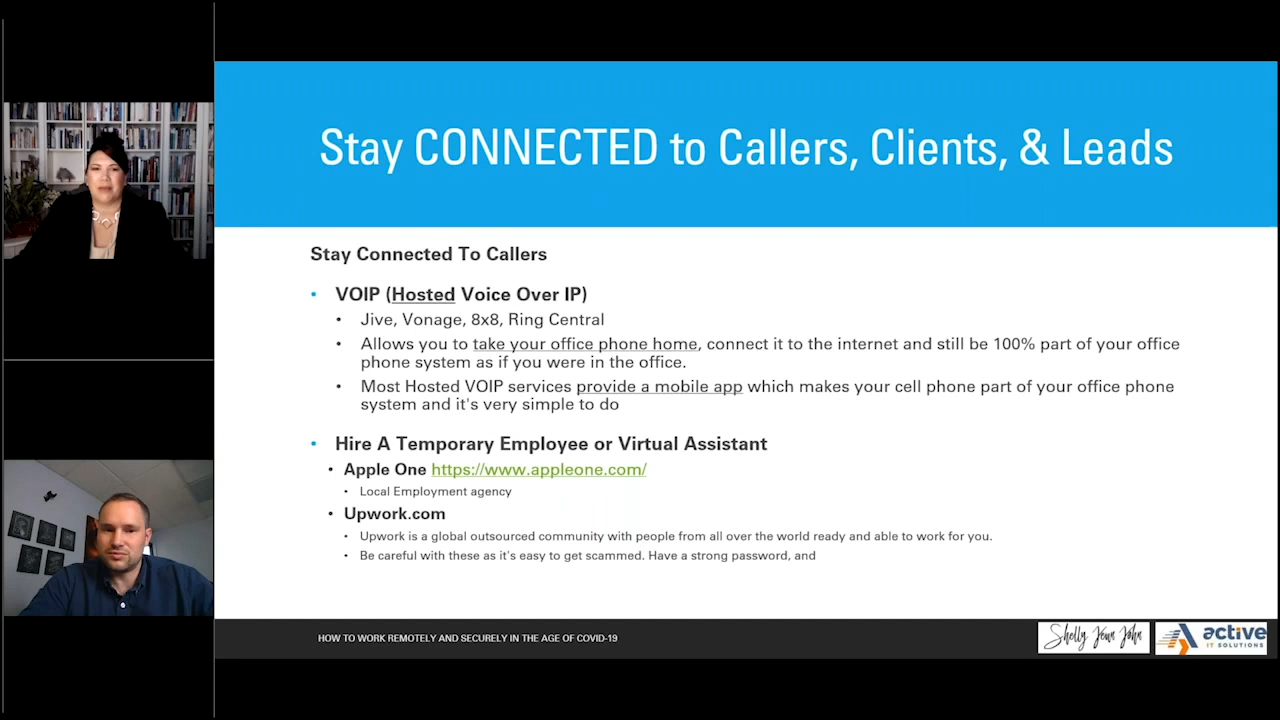 Stay CONNECTED to Callers, Clients, & Leads
Stay Connected To Callers
• VOIP (Hosted Voice Over IP)
• Jive, Vonage, 8x8, Ring Central
• Allows you to take your office phone home, connect it to the internet and still be 100% part of your office
phone system as if you were in the office.
• Most Hosted VOIP services provide a mobile app which makes your cell phone part of your office phone
system and it's very simple to do
• Hire A Temporary Employee or Virtual Assistant
• Apple One https://www.appleone.com/
• Local Employment agency
• Upwork.com
• Upwork is a global outsourced community with people from all over the world ready and able to work for you.
• Be careful with these as it's easy to get scammed. Have a strong password, and
HOW TO WORK REMOTELY AND SECURELY IN THE AGE OF COVID-19
Shelly Jean John
active
IT SOLUTIONS